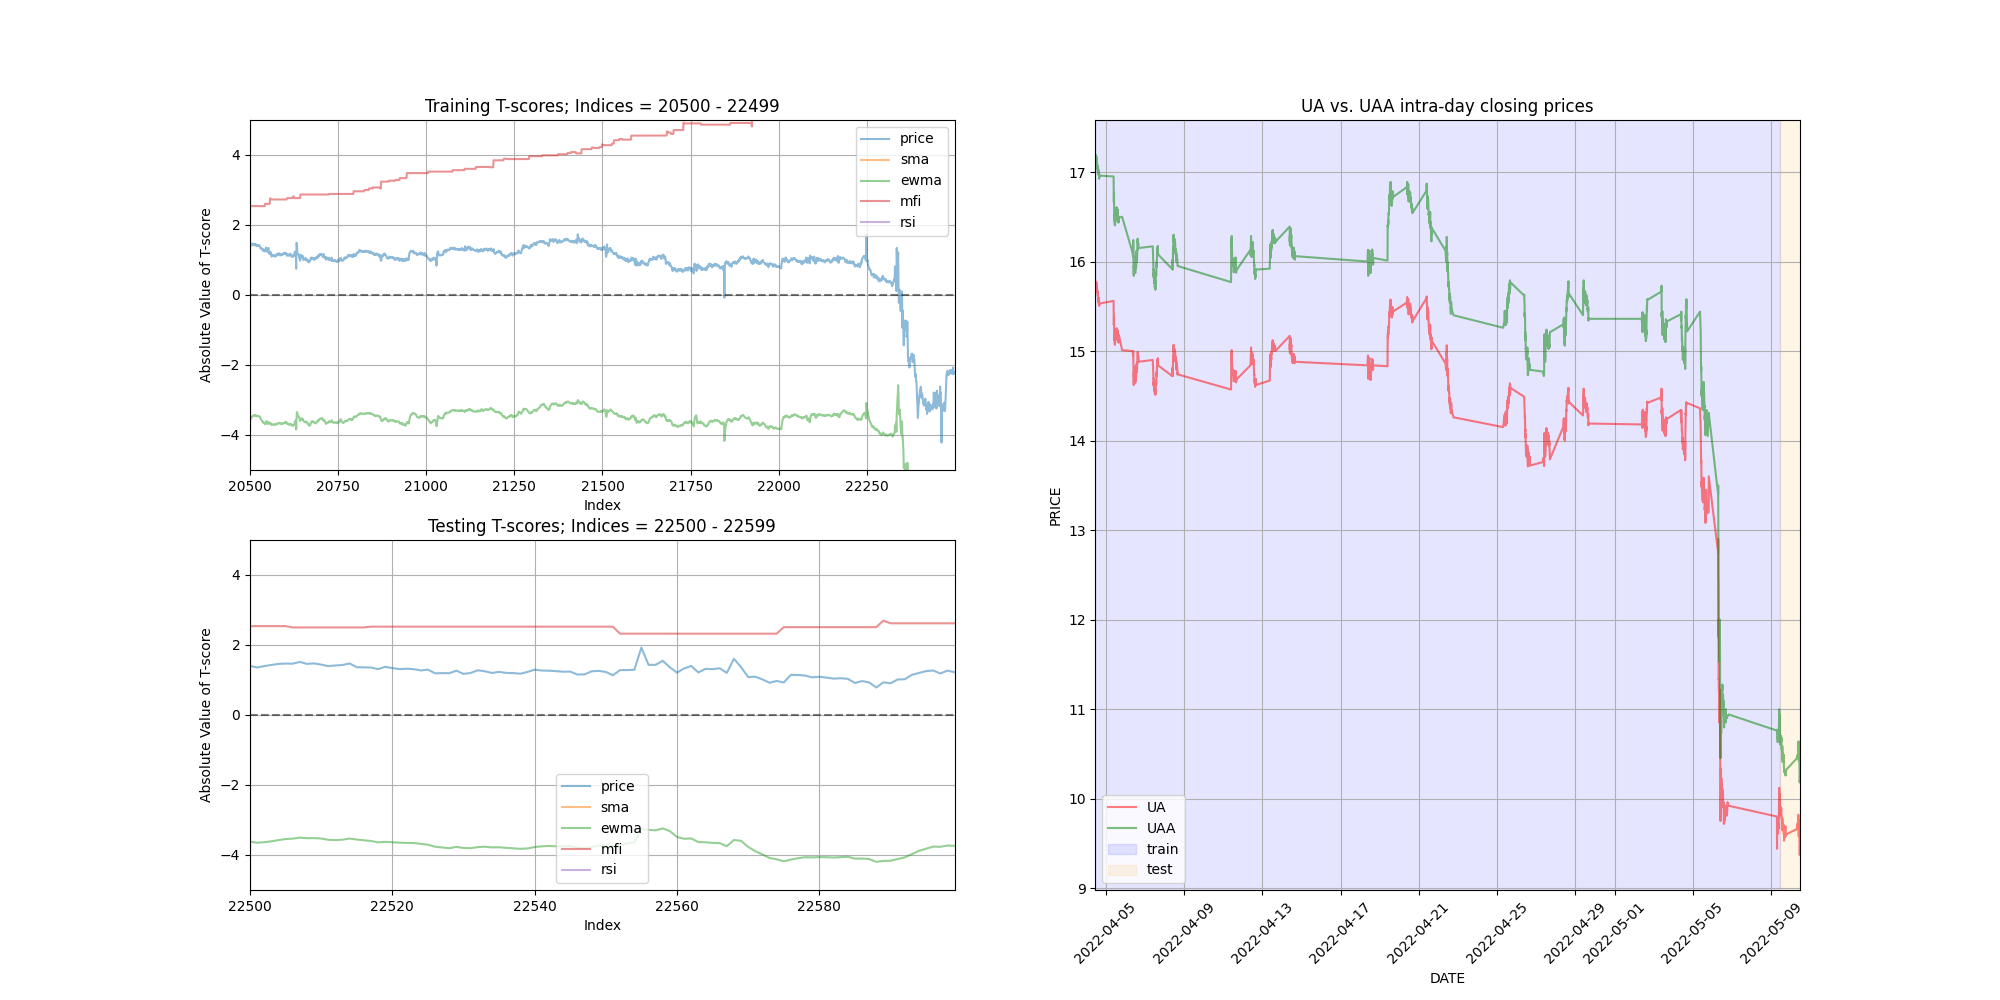 Training T-scores; Indices = 20500 - 22499
4
2
0
−2
−4
Absolute Value of T-score
price
sma
ewma
mfi
rsi
20500
20750
21000
21250
21500
21750
22000
22250
Index
Testing T-scores; Indices = 22500 - 22599
4
2
0
−2
−4
Absolute Value of T-score
price
sma
ewma
mfi
rsi
22500
22520
22540
22560
22580
Index
UA vs. UAA intra-day closing prices
17
16
15
14
13
12
11
10
9
PRICE
UA
UAA
train
test
2022-04-05
2022-04-09
2022-04-13
2022-04-17
2022-04-21
2022-04-25
2022-04-29
2022-05-01
2022-05-05
2022-05-09
DATE